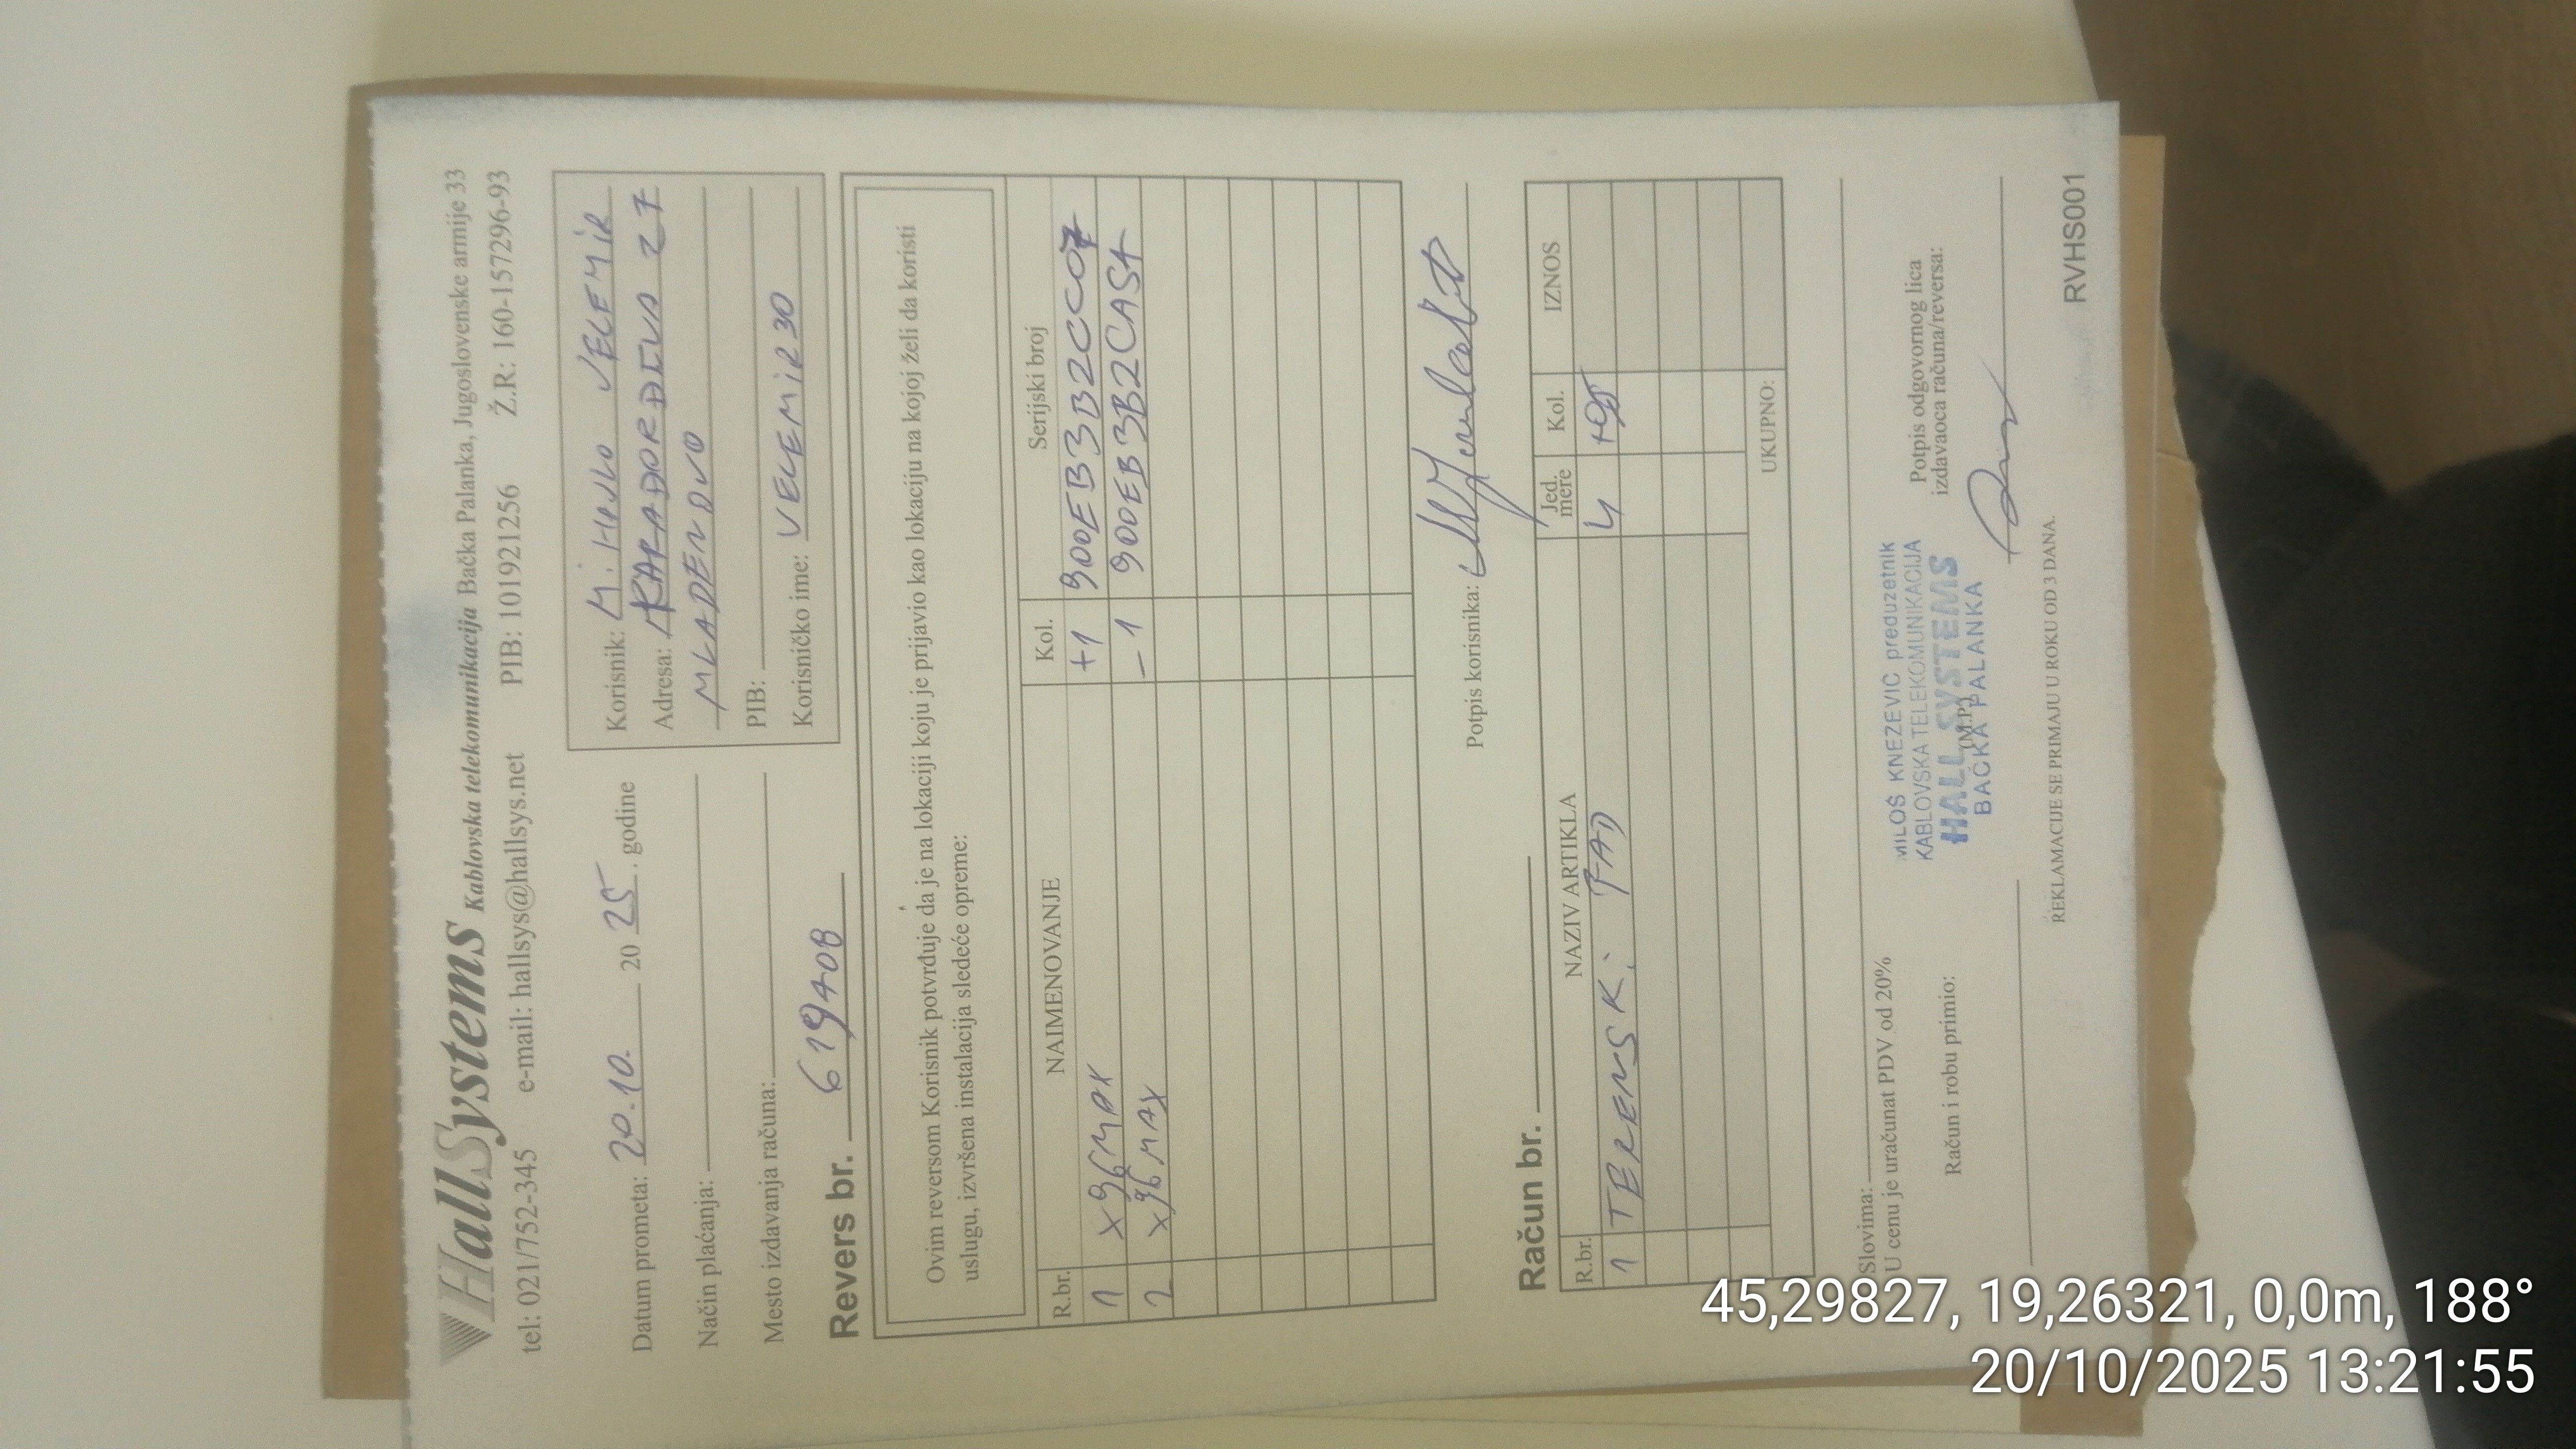 HallSystems Kablovska telekomunikacija Bačka Palanka, Jugoslovenske armije 33
tel: 021/752-345 e-mail: hallsys@hallsys.net PIB: 101921256 Ž.R: 160-157296-93
Datum prometa: 20.10. 20 25. godine
Način plaćanja:
Mesto izdavanja računa:
Korisnik: VELEMIR
Adresa: 27
MLADENOVO
PIB:
Korisničko ime: VELEMIR30
Revers br. 619408
Ovim reversom Korisnik potvrđuje da je na lokaciji koju je prijavio kao lokaciju na kojoj želi da koristi
uslugu, izvršena instalacija sledeće opreme:
R.br. NAIMENOVANJE Kol. Serijski broj
1 X96MAX +1 900EB3B2CC07
2 X96MAX -1 900EB3B2CA5A
Potpis korisnika:
Račun br.
R.br. NAZIV ARTIKLA Jed. mere Kol. IZNOS
1 TERENSKi RAD 4
UKUPNO:
Slovima:
U cenu je uračunat PDV od 20%
Račun i robu primio:
MILOŠ KNEZEVIC preduzetnik
KABLOVSKA TELEKOMUNIKACIJA
HALL SYSTEMS
(M.P.)
BAČKA PALANKA
Potpis odgovornog lica
izdavaoca računa/reversa:
REKLAMACIJE SE PRIMAJU U ROKU OD 3 DANA.
RVHS001
45,29827, 19,26321, 0,0m, 188°
20/10/2025 13:21:55